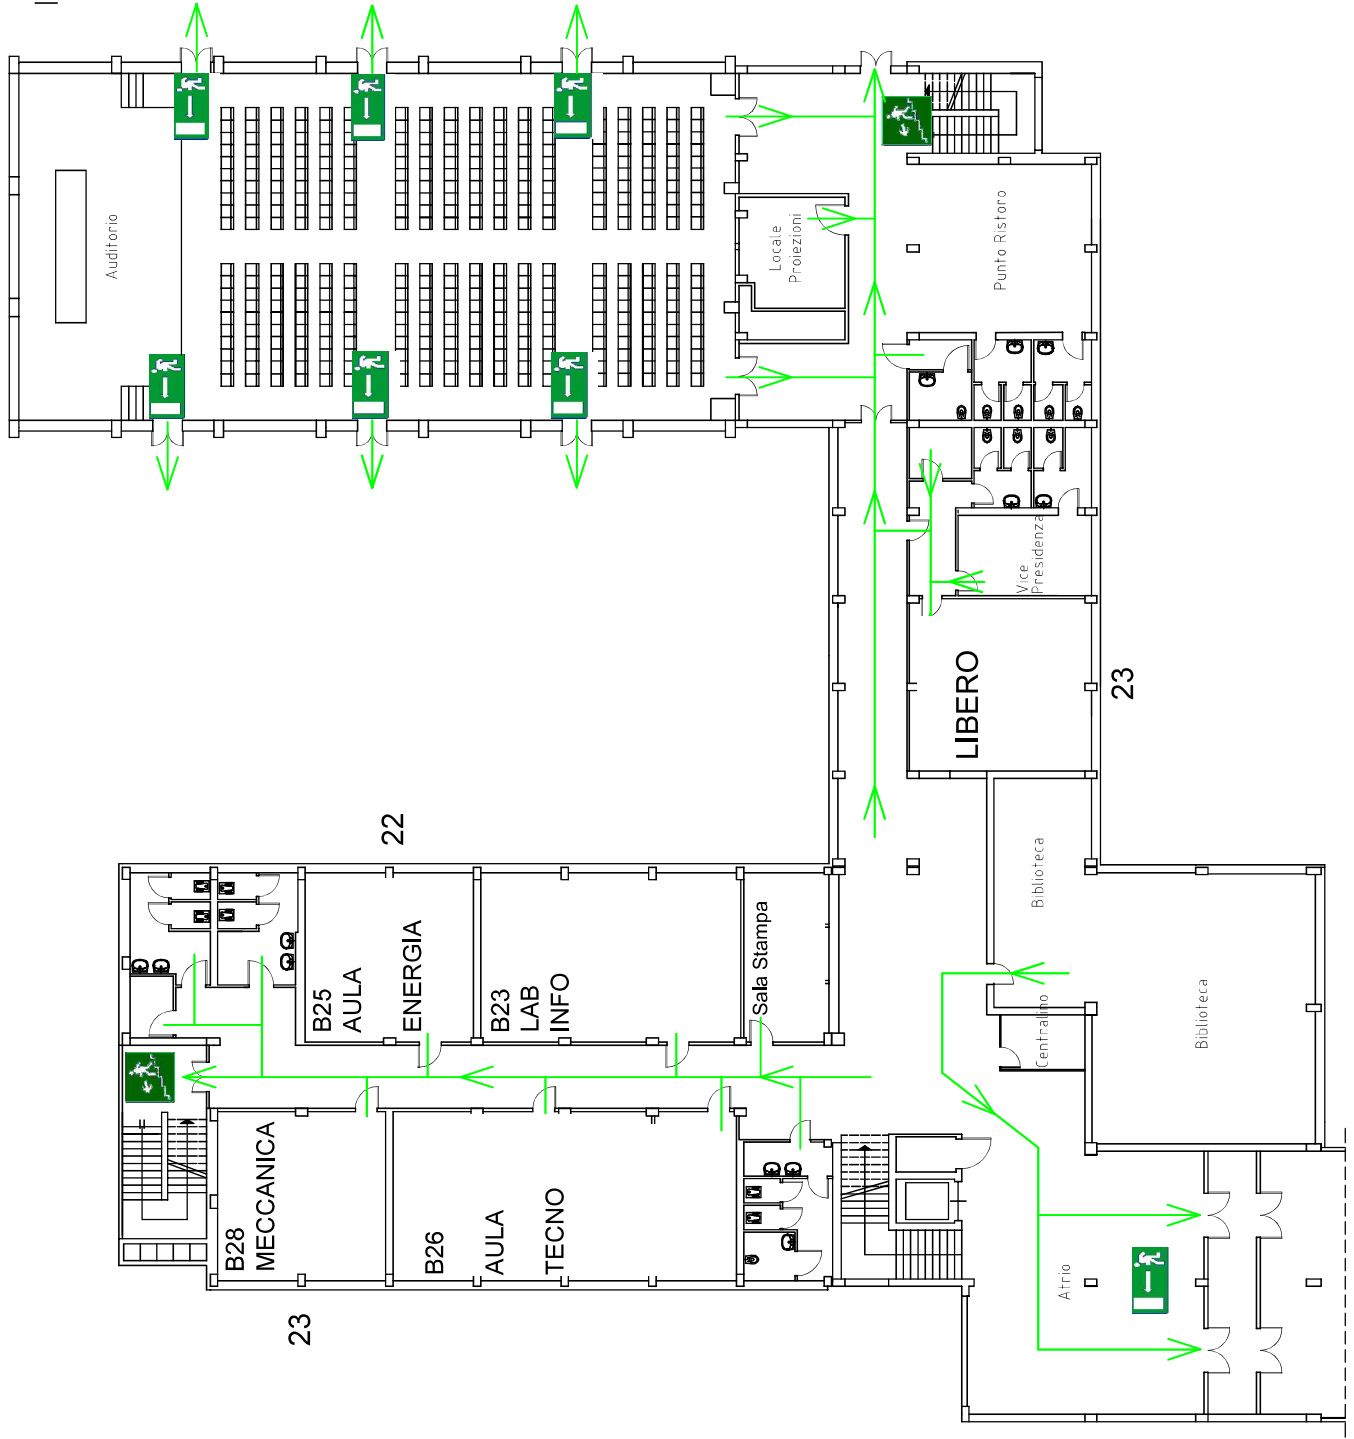 Auditorio
Locale
Proiezioni
Punto Ristoro
Vice
Presidenza
LIBERO
23
22
Biblioteca
B25
AULA
ENERGIA
B23
LAB
INFO
Sala Stampa
Centralino
Biblioteca
B28
MECCANICA
B26
AULA
TECNO
Atrio
23